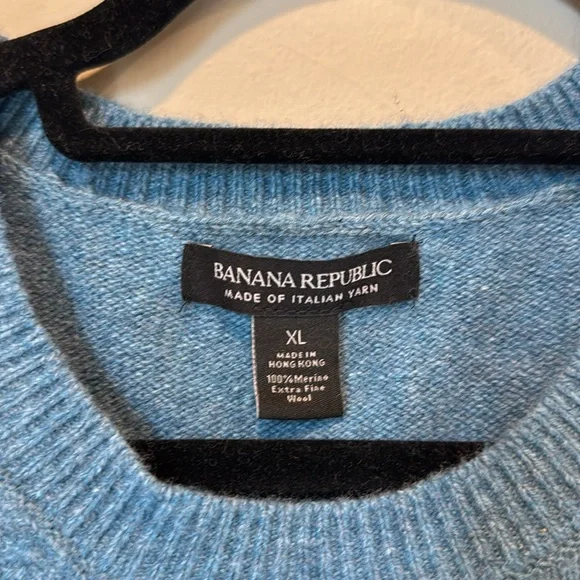 BANANA REPUBLIC
MADE OF ITALIAN YARN
XL
MADE IN
HONG KONG
100%Merino
Extra Fine
Wool